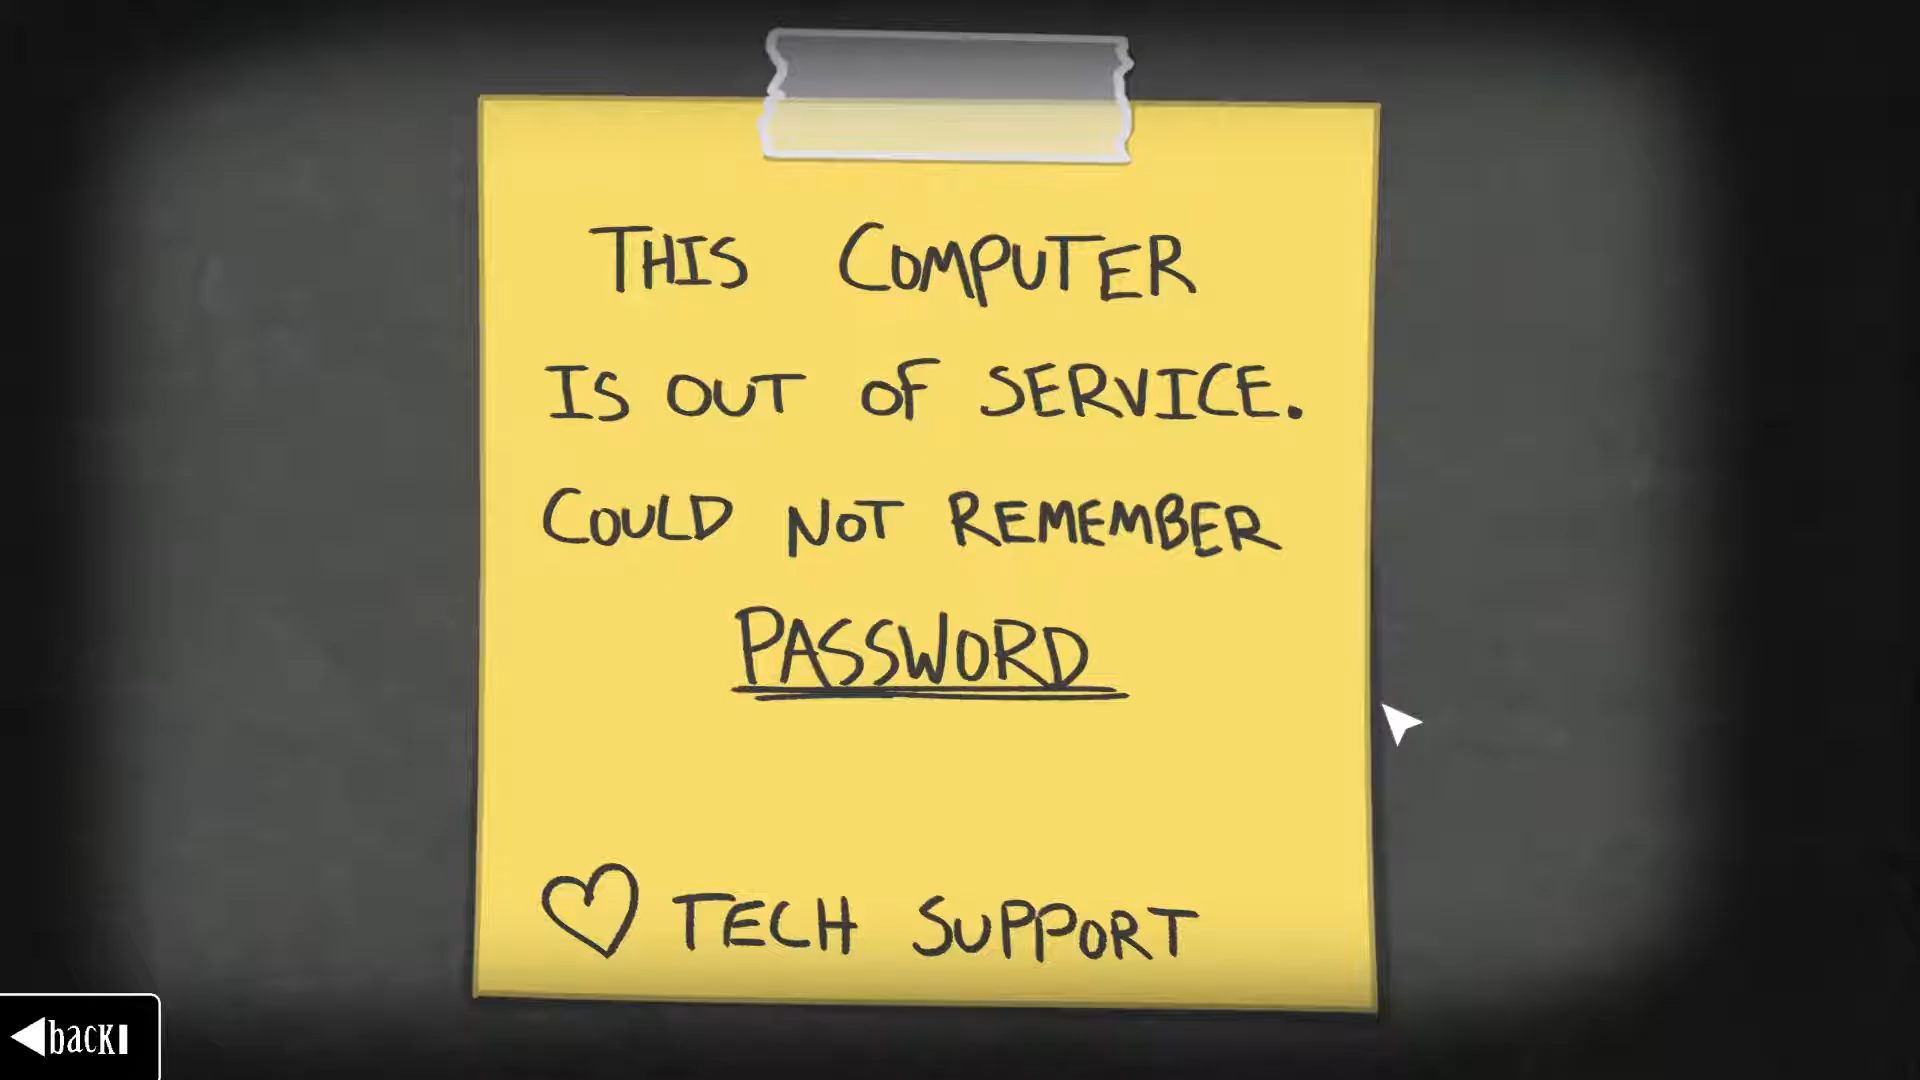 THIS COMPUTER
IS OUT OF SERVICE.
COULD NOT REMEMBER
PASSWORD
♡ TECH SUPPORT
back